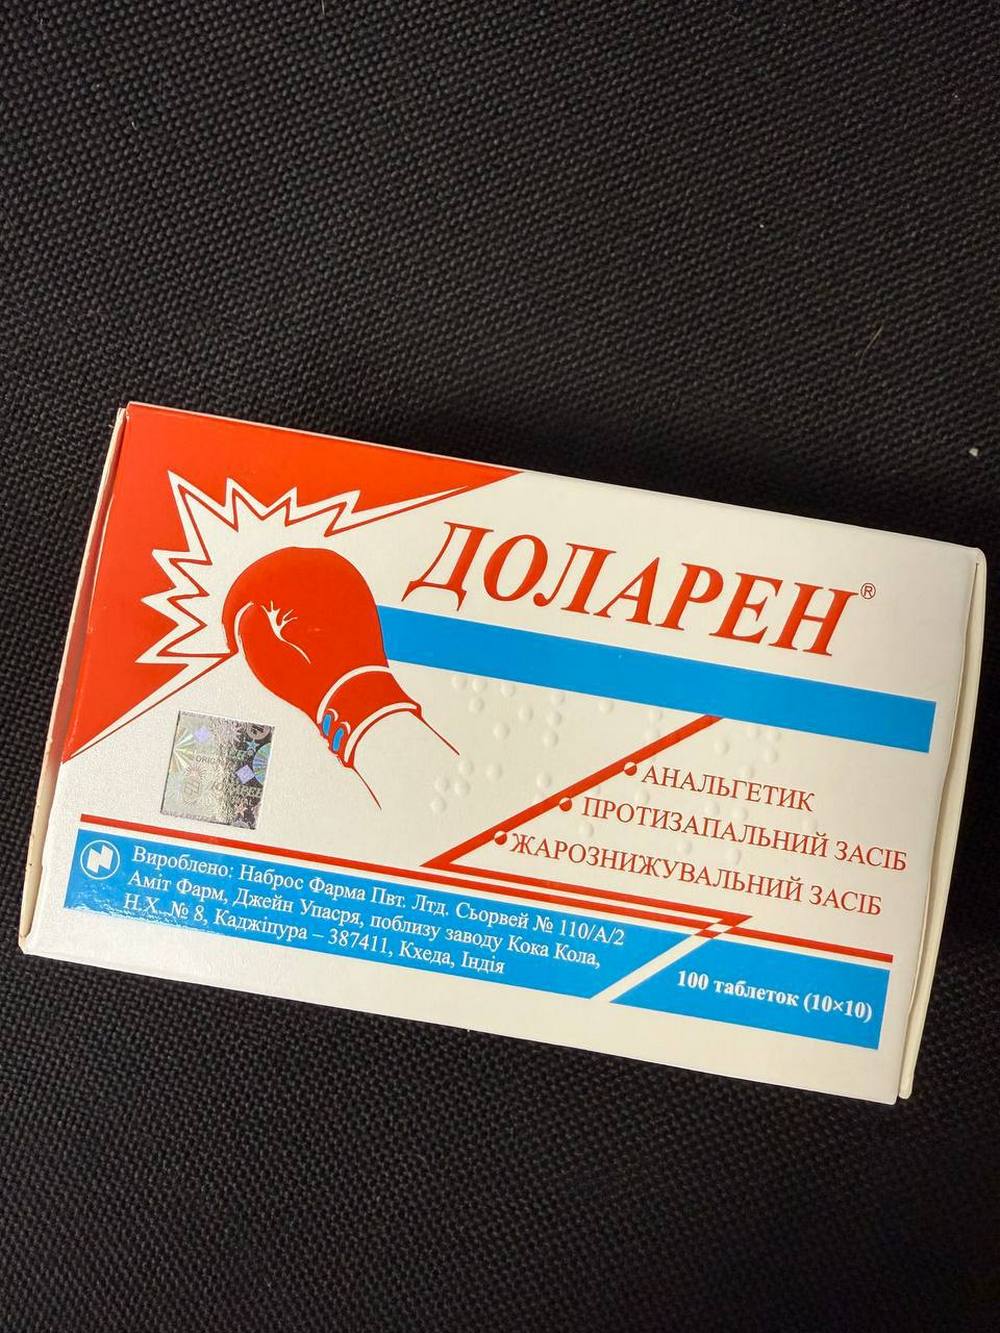 ДОЛАРЕН®
АНАЛЬГЕТИК
ПРОТИЗАПАЛЬНИЙ ЗАСІБ
ЖАРОЗНИЖУВАЛЬНИЙ ЗАСІБ
Вироблено: Наброс Фарма Пвт. Лтд. Сьорвей № 110/А/2
Аміт Фарм, Джейн Упасря, поблизу заводу Кока Кола,
Н.Х. № 8, Каджіпура – 387411, Кхеда, Індія
100 таблеток (10×10)